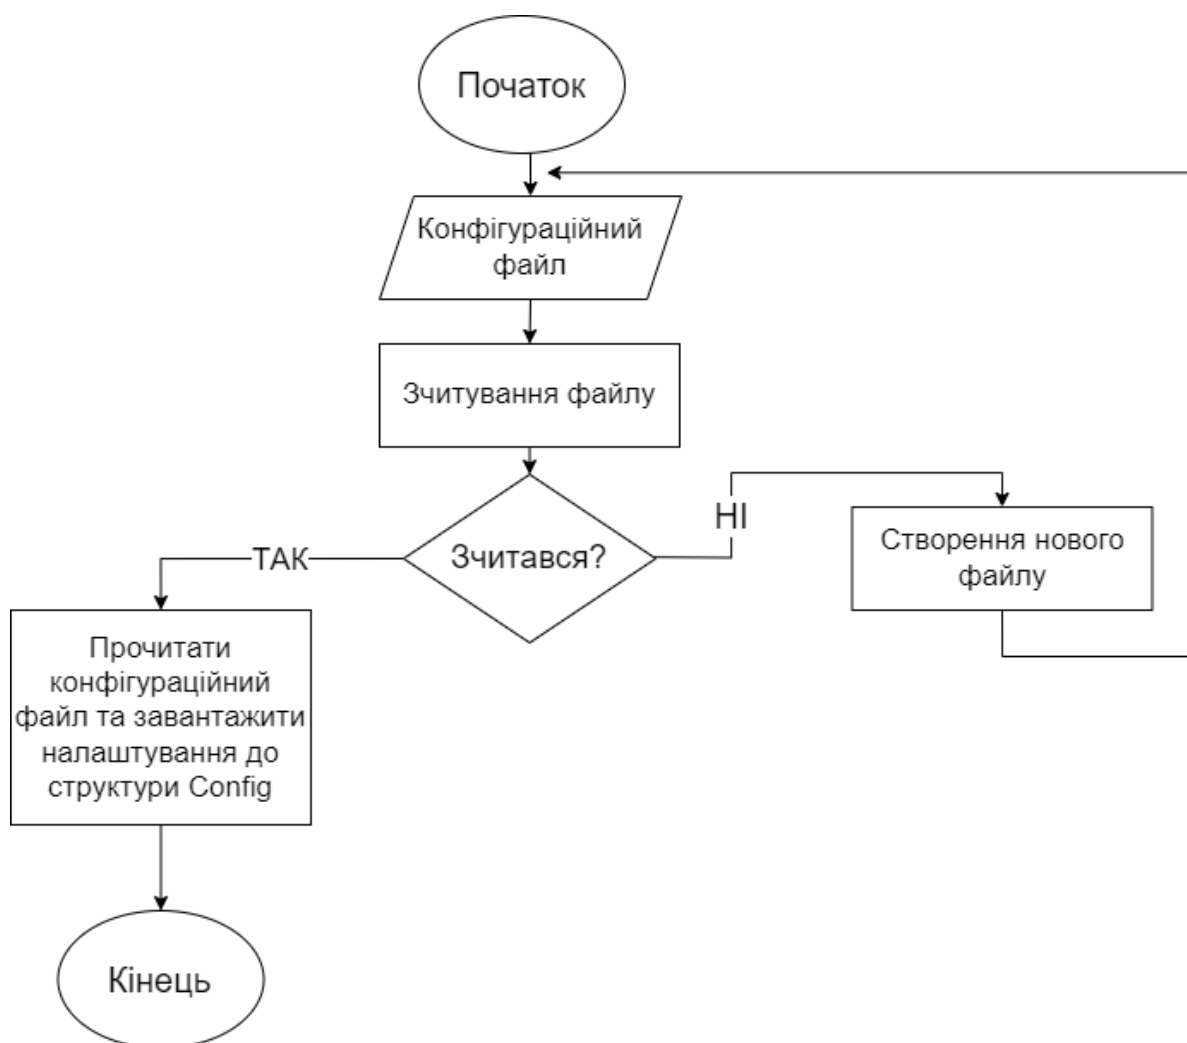 Початок
Конфігураційний
файл
Зчитування файлу
Зчитався?
ТАК
НІ
Створення нового
файлу
Прочитати
конфігураційний
файл та завантажити
налаштування до
структури Config
Кінець